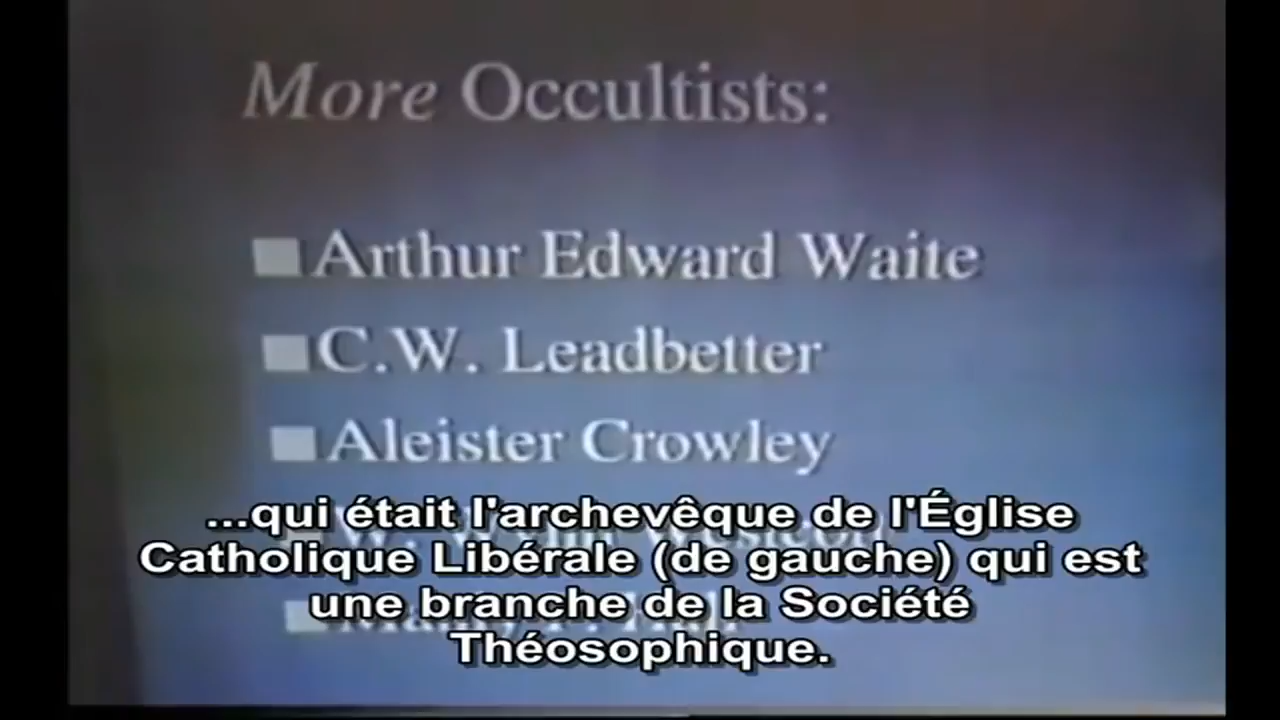 More Occultists:
Arthur Edward Waite
C.W. Leadbetter
Aleister Crowley
...qui était l'archevêque de l'Église
Catholique Libérale (de gauche) qui est
une branche de la Société
Théosophique.